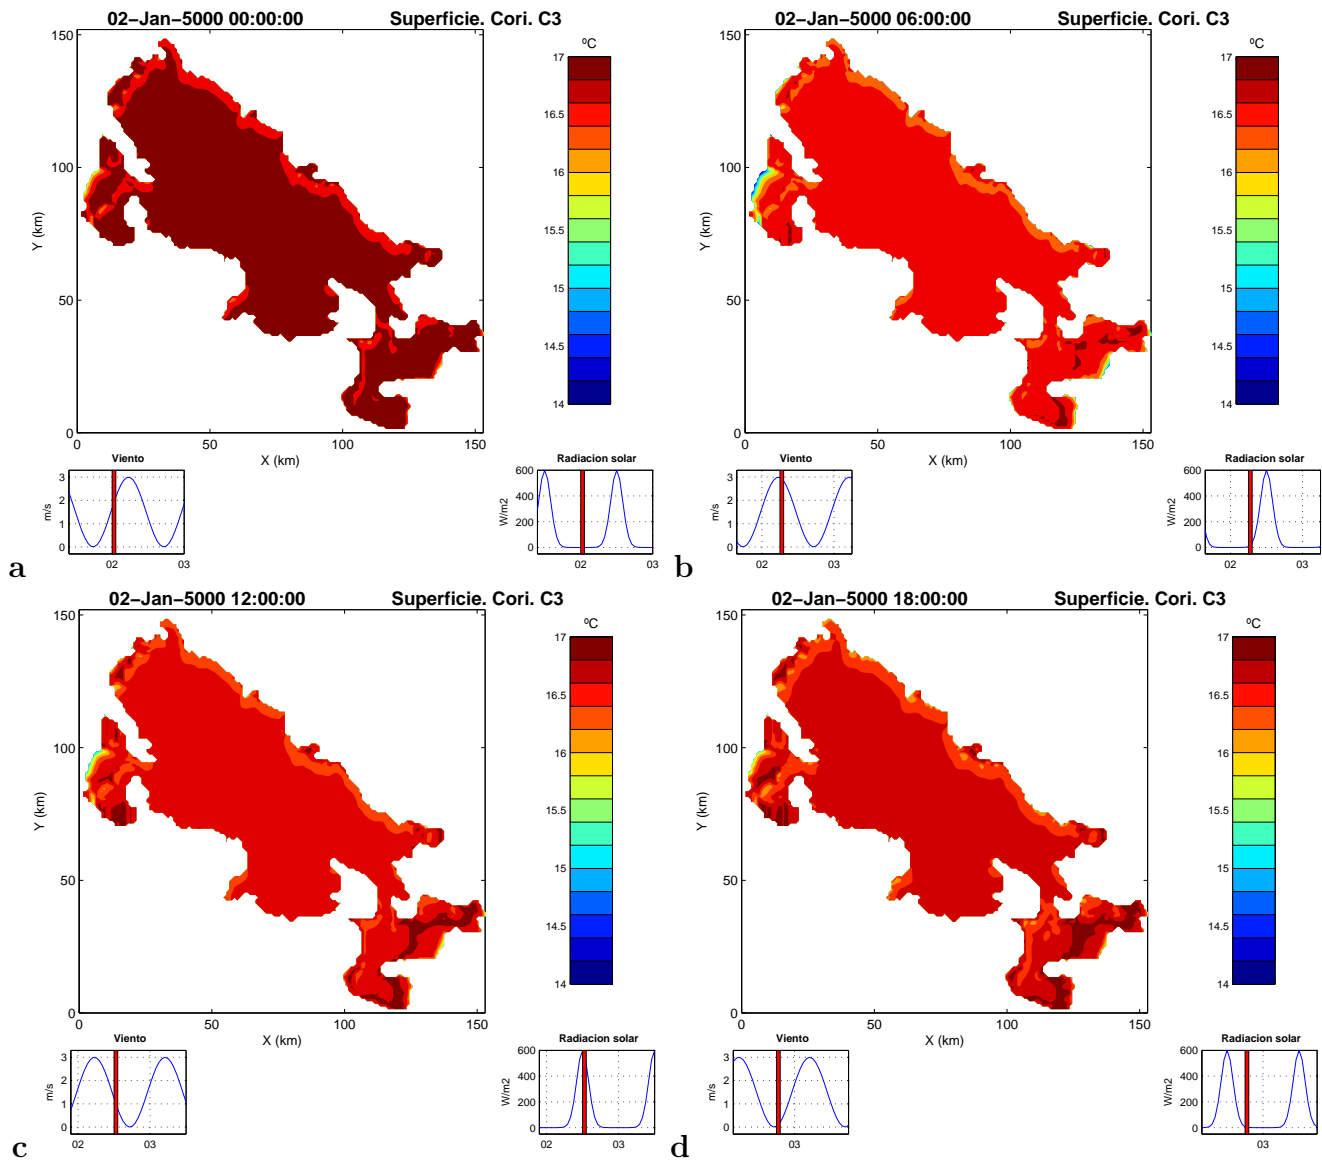 02−Jan−5000 00:00:00 Superficie. Cori. C3
ºC
17
16.5
16
15.5
15
14.5
14
150
100
50
0
Y (km)
0 50 100 150
X (km)
Viento
3
2
1
0
m/s
02 03
Radiacion solar
600
400
200
0
W/m2
02 03
a
02−Jan−5000 06:00:00 Superficie. Cori. C3
ºC
17
16.5
16
15.5
15
14.5
14
150
100
50
0
Y (km)
0 50 100 150
X (km)
Viento
3
2
1
0
m/s
02 03
Radiacion solar
600
400
200
0
W/m2
02 03
b
02−Jan−5000 12:00:00 Superficie. Cori. C3
ºC
17
16.5
16
15.5
15
14.5
14
150
100
50
0
Y (km)
0 50 100 150
X (km)
Viento
3
2
1
0
m/s
02 03
Radiacion solar
600
400
200
0
W/m2
02 03
c
02−Jan−5000 18:00:00 Superficie. Cori. C3
ºC
17
16.5
16
15.5
15
14.5
14
150
100
50
0
Y (km)
0 50 100 150
X (km)
Viento
3
2
1
0
m/s
03
Radiacion solar
600
400
200
0
W/m2
03
d